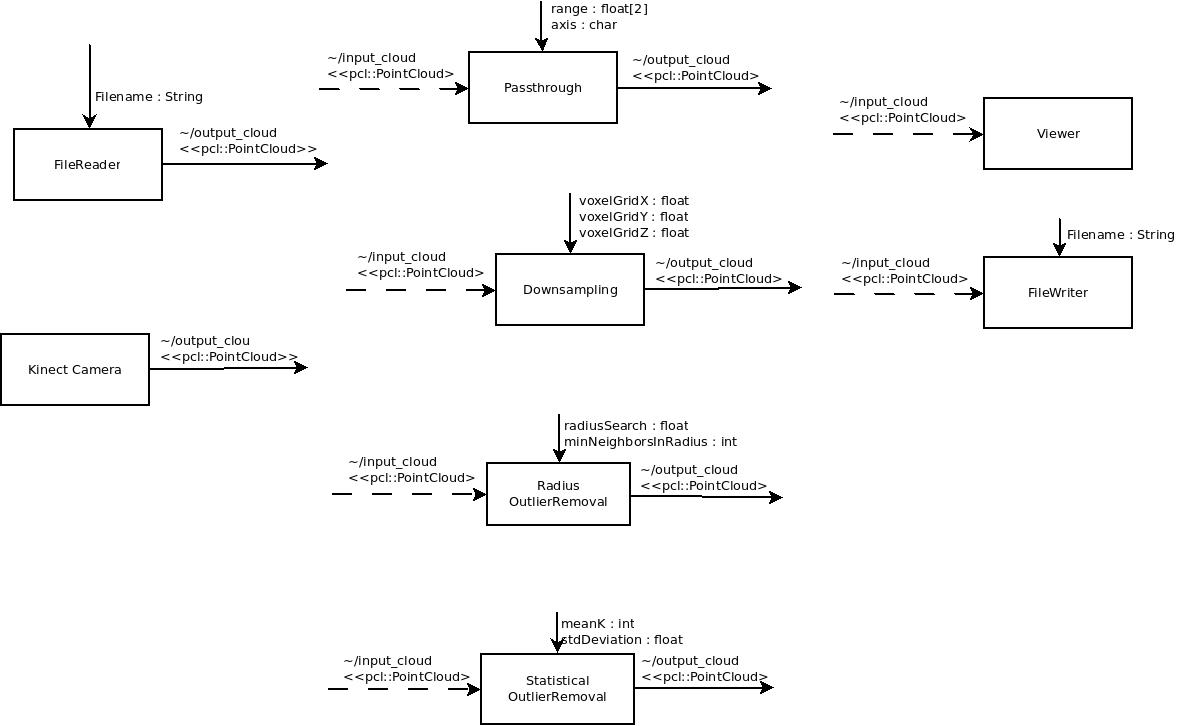 range : float[2]
axis : char
~/input_cloud
<<pcl::PointCloud>
Passthrough
~/output_cloud
<<pcl::PointCloud>
Filename : String
FileReader
~/output_cloud
<<pcl::PointCloud>>
~/input_cloud
<<pcl::PointCloud>
Viewer
voxelGridX : float
voxelGridY : float
voxelGridZ : float
~/input_cloud
<<pcl::PointCloud>
Downsampling
~/output_cloud
<<pcl::PointCloud>
Filename : String
~/input_cloud
<<pcl::PointCloud>
FileWriter
Kinect Camera
~/output_clou
<<pcl::PointCloud>>
radiusSearch : float
minNeighborsInRadius : int
~/input_cloud
<<pcl::PointCloud>
Radius
OutlierRemoval
~/output_cloud
<<pcl::PointCloud>
meanK : int
stdDeviation : float
~/input_cloud
<<pcl::PointCloud>
Statistical
OutlierRemoval
~/output_cloud
<<pcl::PointCloud>